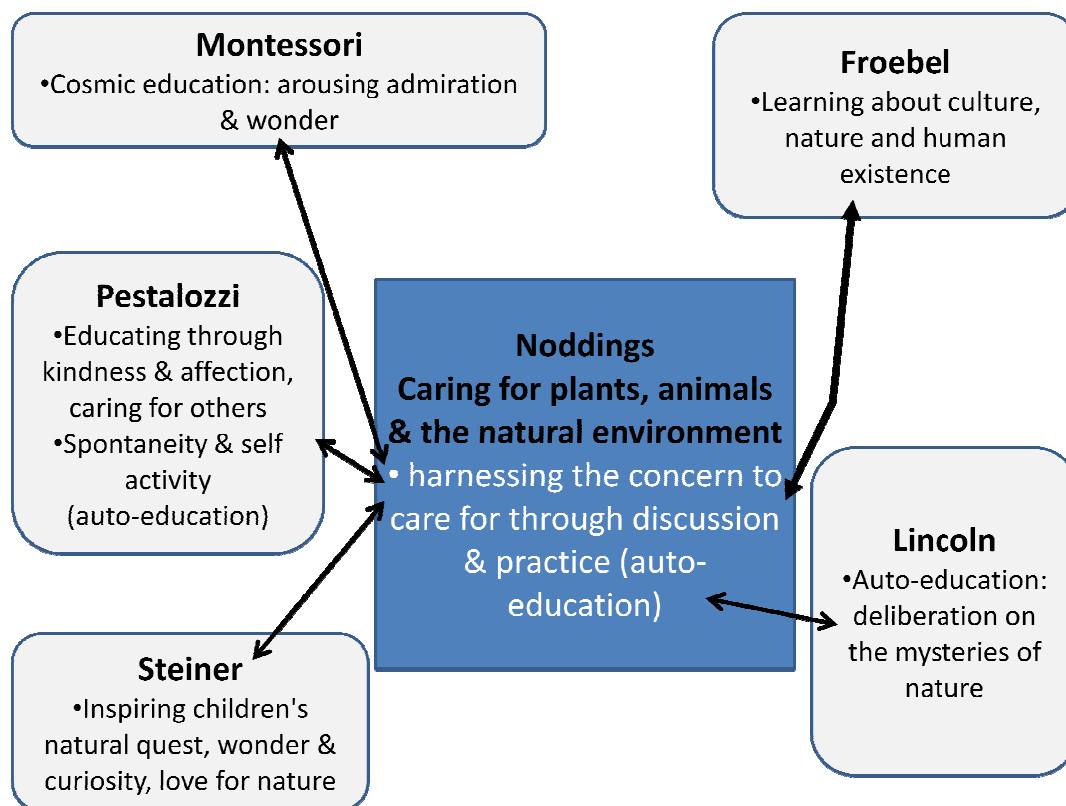 Montessori
•Cosmic education: arousing admiration
& wonder
Froebel
•Learning about culture,
nature and human
existence
Pestalozzi
•Educating through
kindness & affection,
caring for others
•Spontaneity & self
activity
(auto-education)
Noddings
Caring for plants, animals
& the natural environment
• harnessing the concern to
care for through discussion
& practice (auto-
education)
Lincoln
•Auto-education:
deliberation on
the mysteries of
nature
Steiner
•Inspiring children's
natural quest, wonder &
curiosity, love for nature